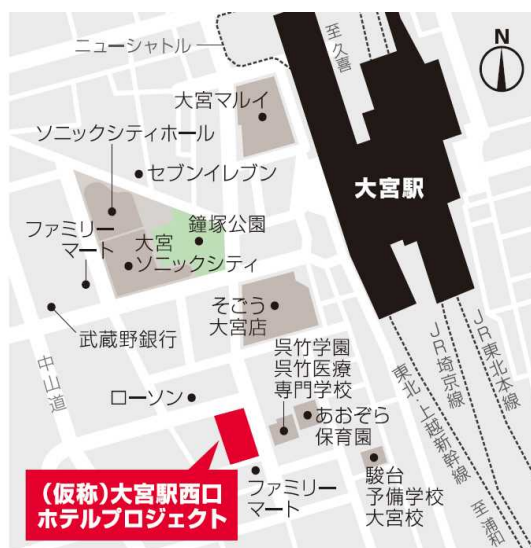 ニューシャトル
至久喜
N
大宮マルイ
ソニックシティホール
セブンイレブン
大宮駅
ファミリー
マート
鐘塚公園
大宮
ソニックシティ
そごう
大宮店
武蔵野銀行
中山道
呉竹学園
呉竹医療
専門学校
ローソン
あおぞら
保育園
東北・上越新幹線
JR埼京線
JR東北本線
(仮称)大宮駅西口
ホテルプロジェクト
ファミリー
マート
駿台
予備学校
大宮校
至浦和